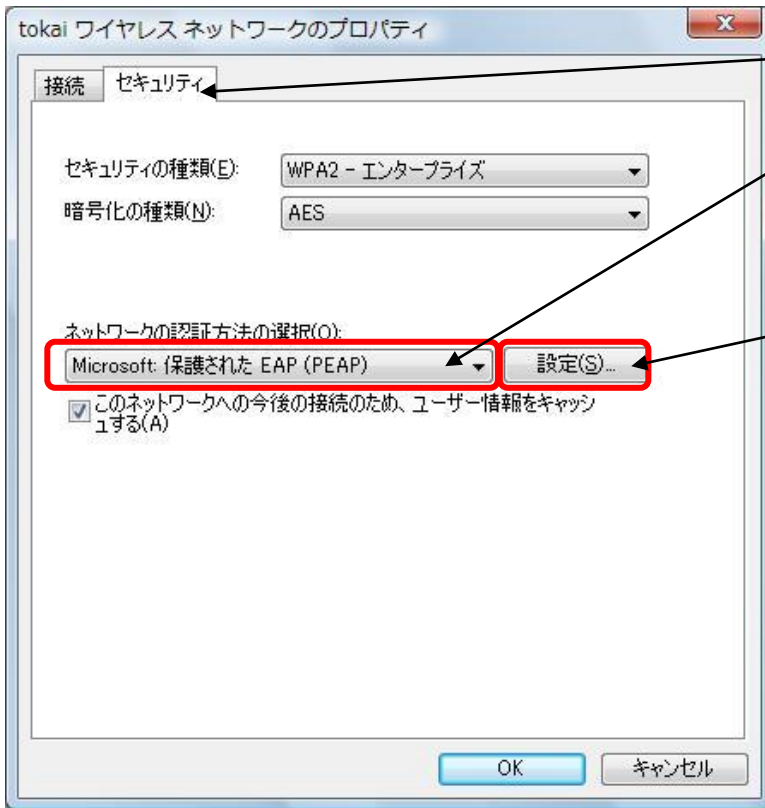 tokai ワイヤレス ネットワークのプロパティ
接続 セキュリティ
セキュリティの種類(E): WPA2 - エンタープライズ
暗号化の種類(N): AES
ネットワークの認証方法の選択(O):
Microsoft: 保護された EAP (PEAP) 設定(S)...
このネットワークへの今後の接続のため、ユーザー情報をキャッシ
ュする(A)
OK キャンセル